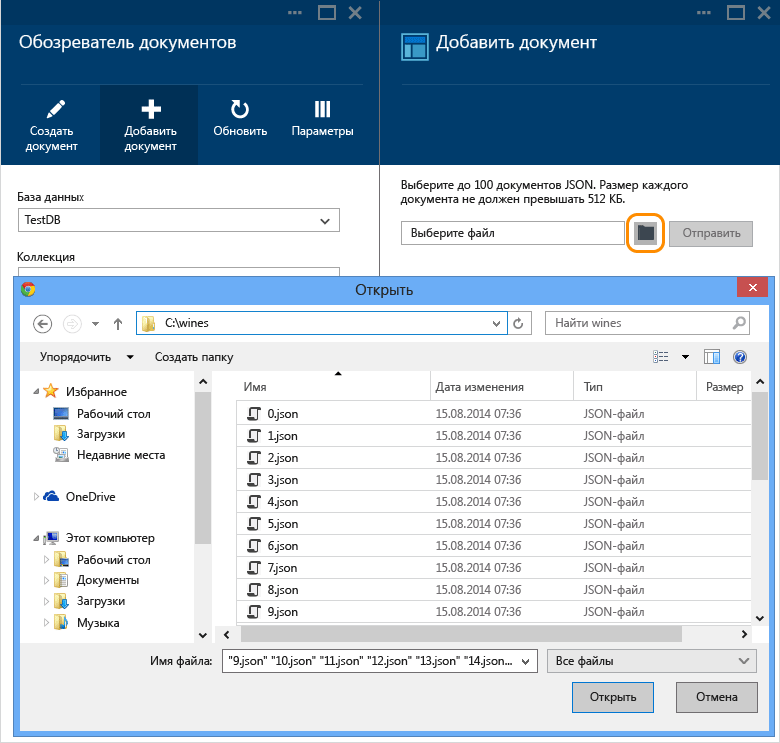 Обозреватель документов
Создать документ
Добавить документ
Обновить
Параметры
База данных
TestDB
Коллекция
Добавить документ
Выберите до 100 документов JSON. Размер каждого
документа не должен превышать 512 КБ.
Выберите файл
Отправить
Открыть
C:\wines
Найти wines
Упорядочить
Создать папку
Избранное
Рабочий стол
Загрузки
Недавние места
OneDrive
Этот компьютер
Рабочий стол
Документы
Загрузки
Музыка
Имя Дата изменения Тип Размер
0.json 15.08.2014 07:36 JSON-файл
1.json 15.08.2014 07:36 JSON-файл
2.json 15.08.2014 07:36 JSON-файл
3.json 15.08.2014 07:36 JSON-файл
4.json 15.08.2014 07:36 JSON-файл
5.json 15.08.2014 07:36 JSON-файл
6.json 15.08.2014 07:36 JSON-файл
7.json 15.08.2014 07:36 JSON-файл
8.json 15.08.2014 07:36 JSON-файл
9.json 15.08.2014 07:36 JSON-файл
Имя файла: "9.json" "10.json" "11.json" "12.json" "13.json" "14.json... Все файлы
Открыть
Отмена